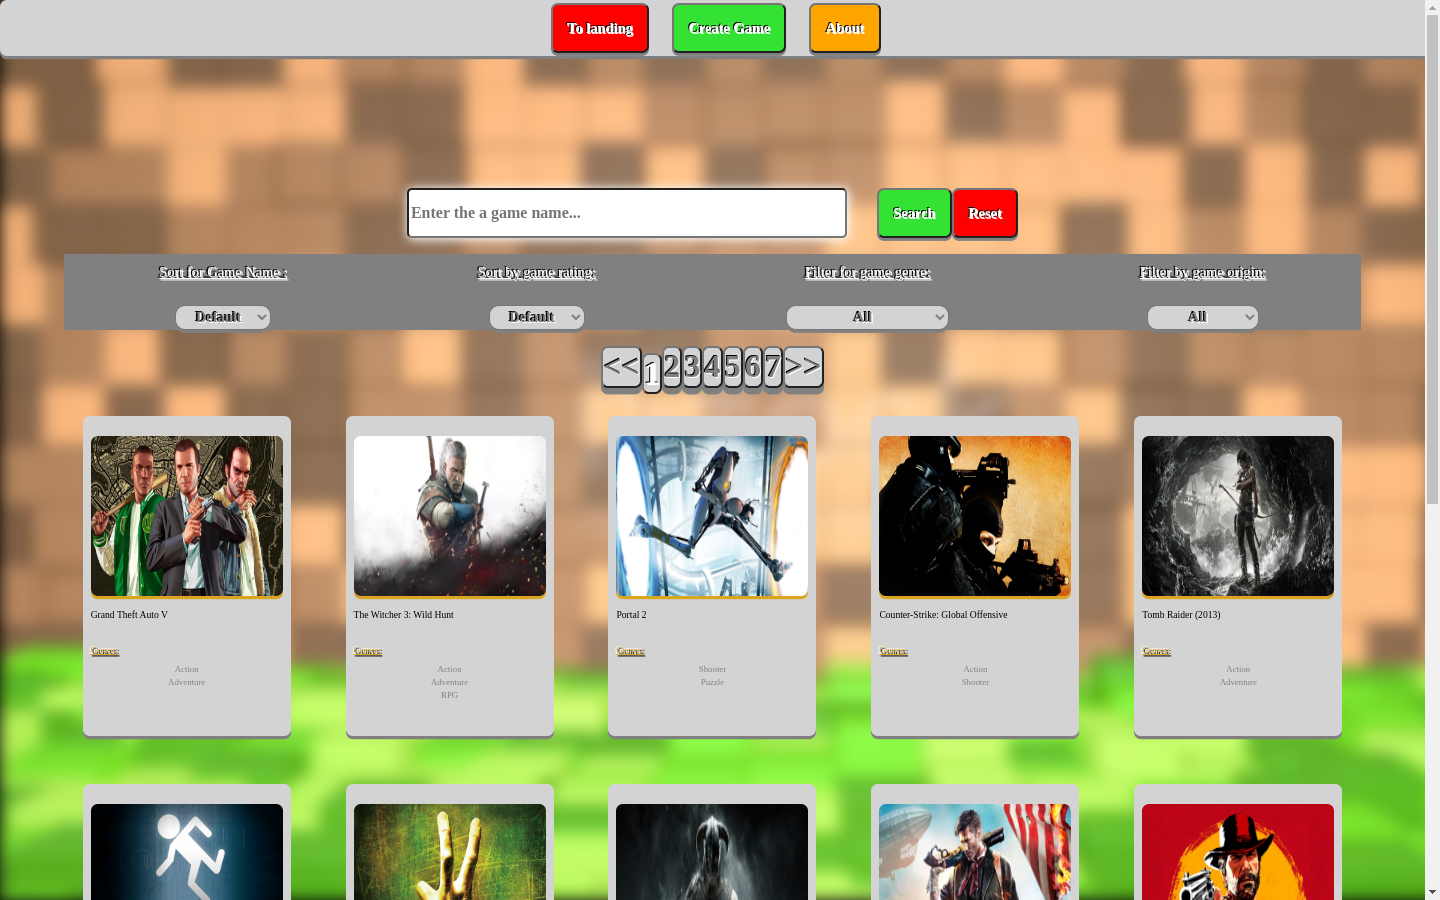 To landing Create Game About
Enter the a game name... Search Reset
Sort for Game Name : Sort by game rating: Filter for game genre: Filter by game origin:
Default Default All All
<< 1 2 3 4 5 6 7 >>
Grand Theft Auto V
Genres:
Action
Adventure
The Witcher 3: Wild Hunt
Genres:
Action
Adventure
RPG
Portal 2
Genres:
Shooter
Puzzle
Counter-Strike: Global Offensive
Genres:
Action
Shooter
Tomb Raider (2013)
Genres:
Action
Adventure